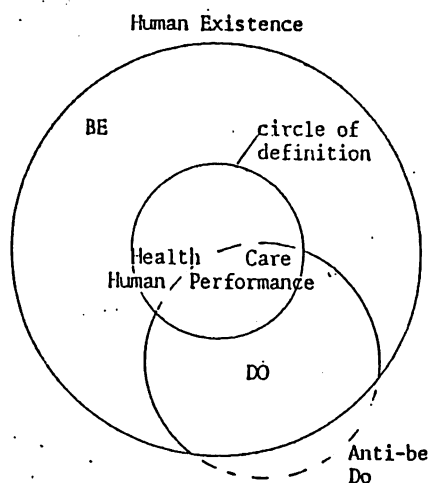 Human Existence
BE
circle of
definition
Health Care
Human Performance
DO
Anti-be
Do